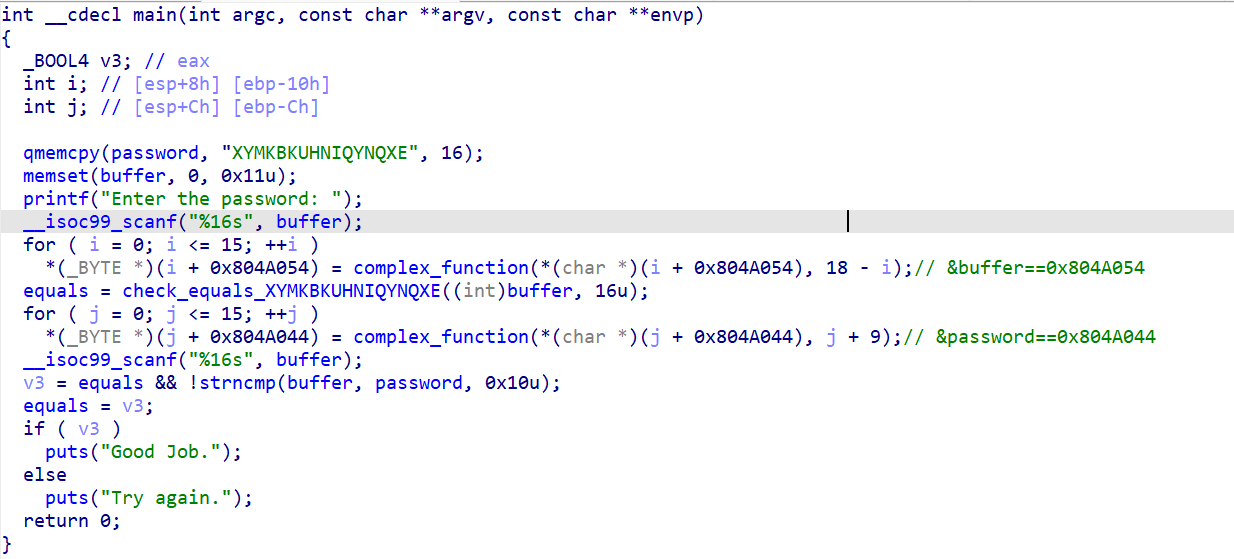 int __cdecl main(int argc, const char **argv, const char **envp)
{
  _BOOL4 v3; // eax
  int i; // [esp+8h] [ebp-10h]
  int j; // [esp+Ch] [ebp-Ch]

  qmemcpy(password, "XYMKBKUHNIQYNQXE", 16);
  memset(buffer, 0, 0x11u);
  printf("Enter the password: ");
  __isoc99_scanf("%16s", buffer);
  for ( i = 0; i <= 15; ++i )
    *(_BYTE *)(i + 0x804A054) = complex_function(*(char *)(i + 0x804A054), 18 - i);// &buffer==0x804A054
  equals = check_equals_XYMKBKUHNIQYNQXE((int)buffer, 16u);
  for ( j = 0; j <= 15; ++j )
    *(_BYTE *)(j + 0x804A044) = complex_function(*(char *)(j + 0x804A044), j + 9);// &password==0x804A044
  __isoc99_scanf("%16s", buffer);
  v3 = equals && !strncmp(buffer, password, 0x10u);
  equals = v3;
  if ( v3 )
    puts("Good Job.");
  else
    puts("Try again.");
  return 0;
}